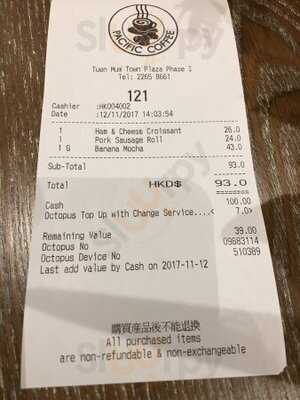 PACIFIC COFFEE
Tuen Mun Town Plaza Phase 1
Tel: 2265 8661
121
Cashier :HK004002
Date :12/11/2017 14:03:54
1 Ham & Cheese Croissant 26.0
1 Pork Sausage Roll 24.0
1 G Banana Mocha 43.0
Sub-Total 93.0
Total HKD$ 93.0
Cash 100.00
Octopus Top Up with Change Service....< 7.0>
Remaining Value 39.00
Octopus No 09683114
Octopus Device No 510389
Last add value by Cash on 2017-11-12
購買產品後不能退換
All purchased items
are non-refundable & non-exchangeable